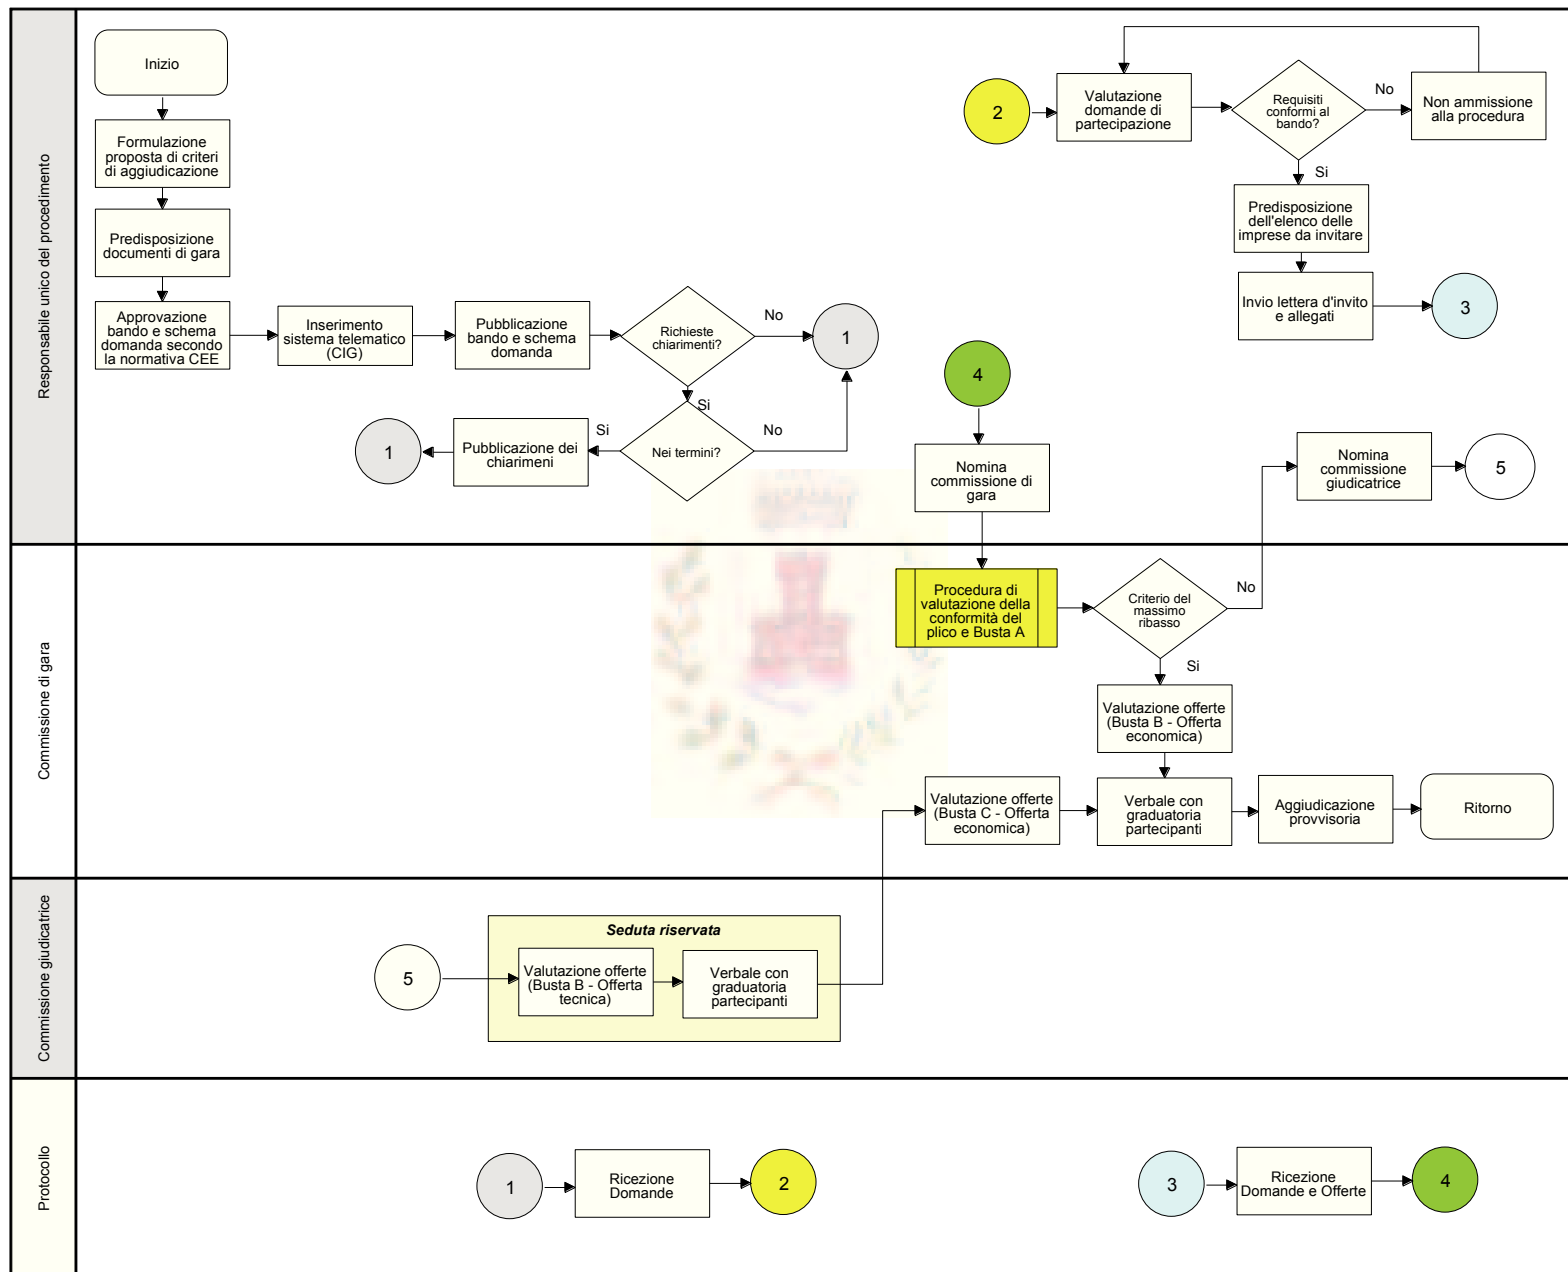 Responsabile unico del procedimento
Inizio
Formulazione
proposta di criteri
di aggiudicazione
Predisposizione
documenti di gara
Approvazione
bando e schema
domanda secondo
la normativa CEE
Inserimento
sistema telematico
(CIG)
Pubblicazione
bando e schema
domanda
Richieste
chiarimenti?
No
1
Si
Nei termini?
No
Si
Pubblicazione dei
chiarimeni
1
2
Valutazione
domande di
partecipazione
Requisiti
conformi al
bando?
No
Non ammissione
alla procedura
Si
Predisposizione
dell'elenco delle
imprese da invitare
Invio lettera d'invito
e allegati
3
4
Nomina
commissione di
gara
Nomina
commissione
giudicatrice
5
Commissione di gara
Procedura di
valutazione della
conformità del
plico e Busta A
Criterio del
massimo
ribasso
No
Si
Valutazione offerte
(Busta B - Offerta
economica)
Valutazione offerte
(Busta C - Offerta
economica)
Verbale con
graduatoria
partecipanti
Aggiudicazione
provvisoria
Ritorno
Commissione giudicatrice
5
Seduta riservata
Valutazione offerte
(Busta B - Offerta
tecnica)
Verbale con
graduatoria
partecipanti
Protocollo
1
Ricezione
Domande
2
3
Ricezione
Domande e Offerte
4